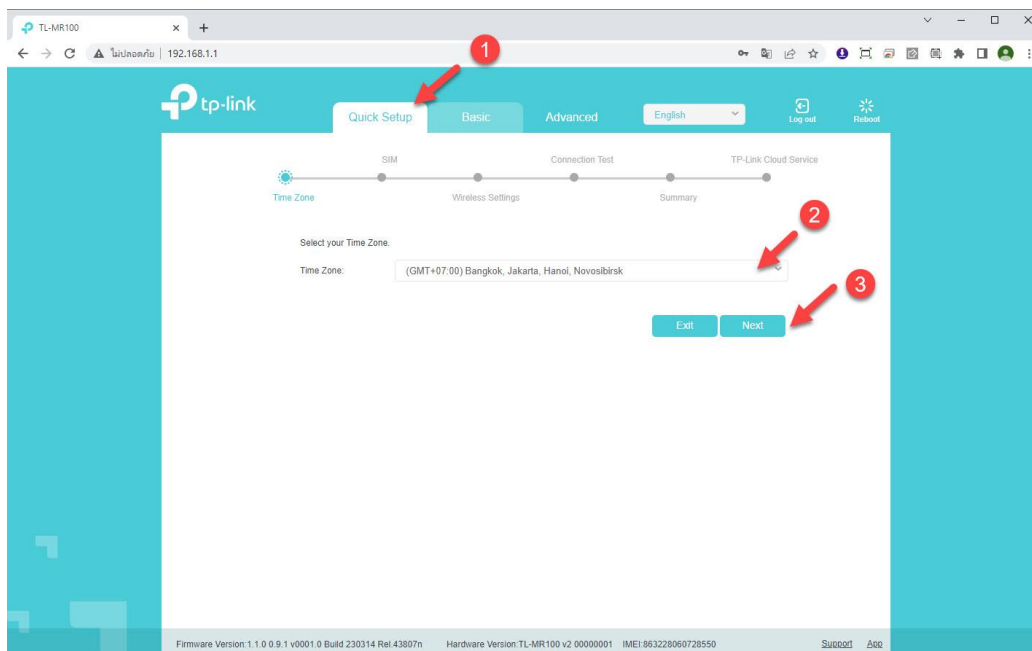 TL-MR100
ไม่ปลอดภัย 192.168.1.1
1
tp-link
Quick Setup Basic Advanced English Log out Reboot
SIM Connection Test TP-Link Cloud Service
Time Zone Wireless Settings Summary
2
Select your Time Zone.
Time Zone: (GMT+07:00) Bangkok, Jakarta, Hanoi, Novosibirsk
3
Exit Next
Firmware Version:1.1.0 0.9.1 v0001.0 Build 230314 Rel.43807n Hardware Version:TL-MR100 v2 00000001 IMEI:863228060728550 Support App